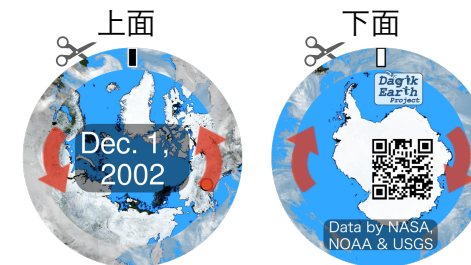 上面
下面
Dec. 1,
2002
Dagik
Earth
Project
Data by NASA,
NOAA & USGS